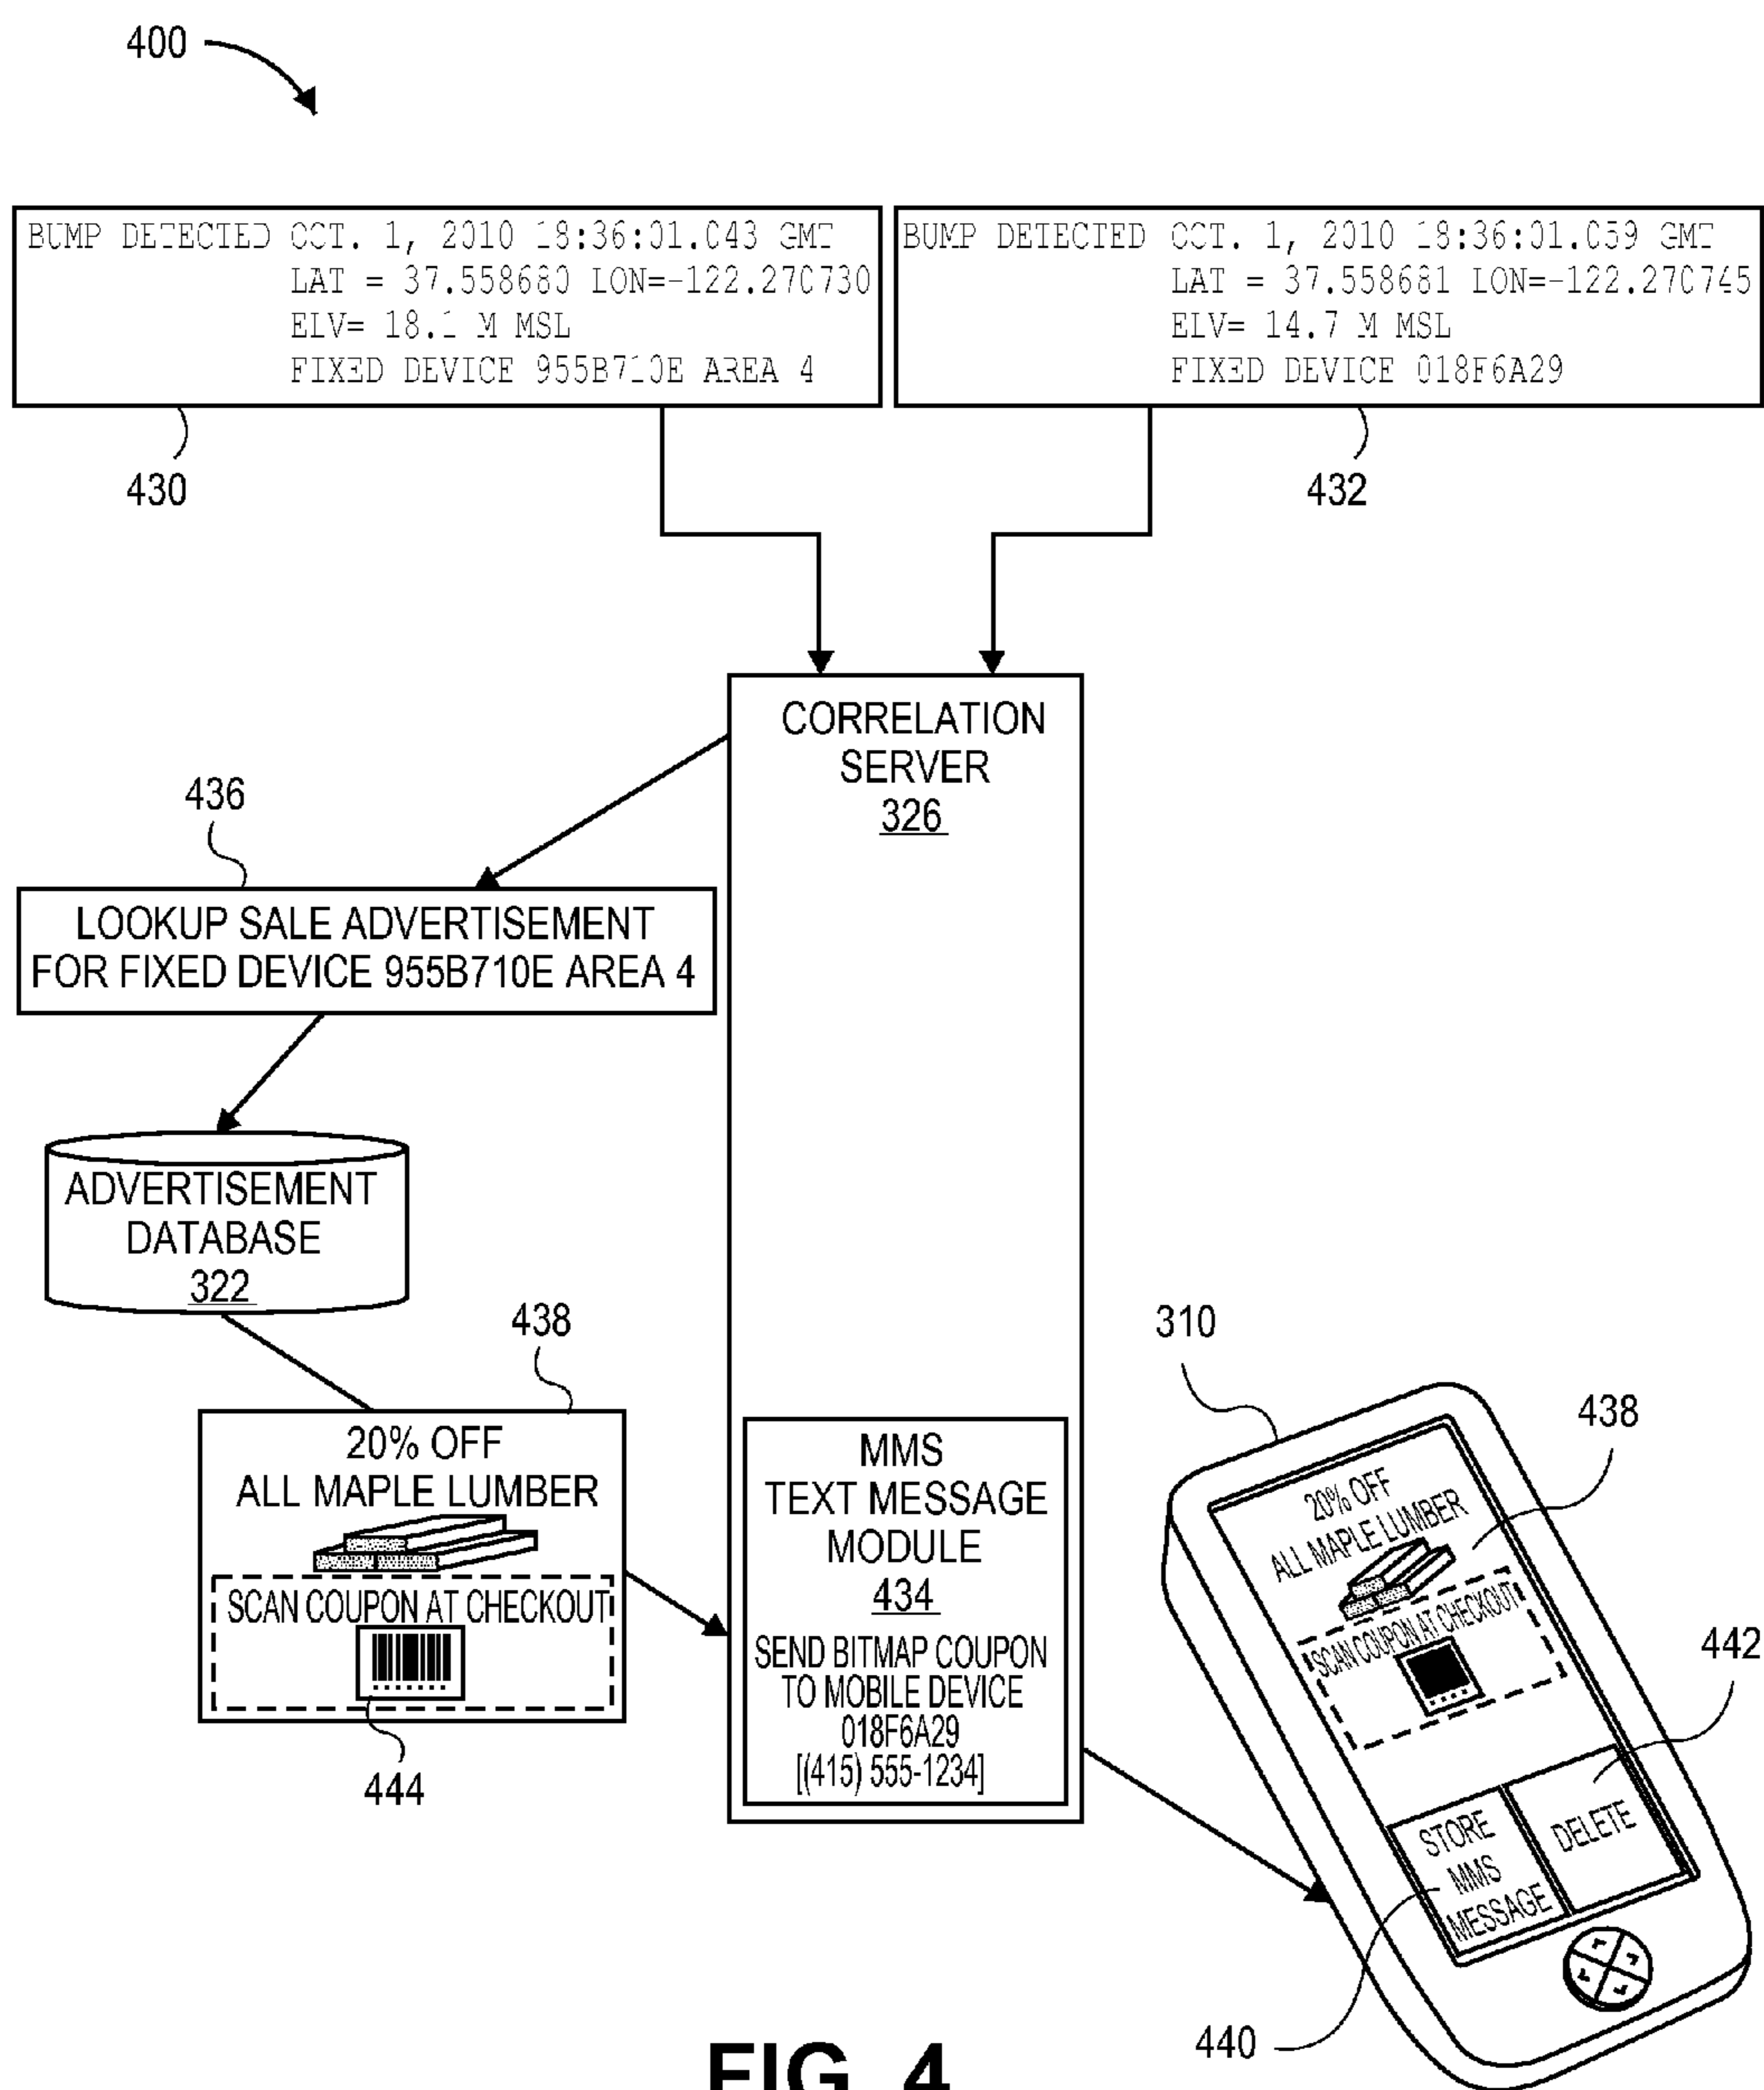 400
BUMP DETECTED OCT. 1, 2010 18:36:01.043 GMT
LAT = 37.558680 LON=-122.270730
ELV= 18.1 M MSL
FIXED DEVICE 955B710E AREA 4
BUMP DETECTED OCT. 1, 2010 18:36:01.059 GMT
LAT = 37.558681 LON=-122.270745
ELV= 14.7 M MSL
FIXED DEVICE 018F6A29
430
432
CORRELATION
SERVER
326
436
LOOKUP SALE ADVERTISEMENT
FOR FIXED DEVICE 955B710E AREA 4
ADVERTISEMENT
DATABASE
322
438
20% OFF
ALL MAPLE LUMBER
SCAN COUPON AT CHECKOUT
444
MMS
TEXT MESSAGE
MODULE
434
SEND BITMAP COUPON
TO MOBILE DEVICE
018F6A29
[(415) 555-1234]
310
438
20% OFF
ALL MAPLE LUMBER
SCAN COUPON AT CHECKOUT
442
STORE
MMS
MESSAGE
DELETE
440
FIG. 4